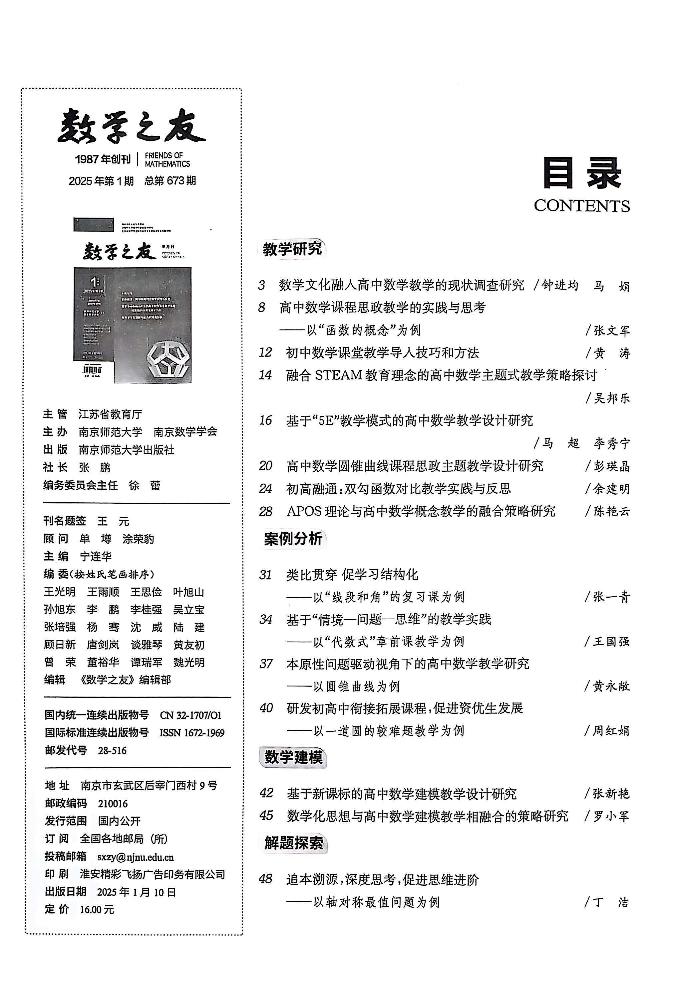 数学之友
1987年创刊
FRIENDS OF
MATHEMATICS
2025年第1期 总第673期
数学之友
半月刊
1
主管 江苏省教育厅
主办 南京师范大学 南京数学学会
出版 南京师范大学出版社
社长 张 鹏
编务委员会主任 徐 蕾
刊名题签 王 元
顾问 单 墫 涂荣豹
主编 宁连华
编委(按姓氏笔画排序)
王光明 王雨顺 王思俭 叶旭山
孙旭东 李 鹏 李桂强 吴立宝
张培强 杨 骞 沈 威 陆 建
顾日新 唐剑岚 谈雅琴 黄友初
曾 荣 董裕华 谭瑞军 魏光明
编辑 《数学之友》编辑部
国内统一连续出版物号 CN 32-1707/O1
国际标准连续出版物号 ISSN 1672-1969
邮发代号 28-516
地址 南京市玄武区后宰门西村9号
邮政编码 210016
发行范围 国内公开
订阅 全国各地邮局(所)
投稿邮箱 sxzy@njnu.edu.cn
印刷 淮安精彩飞扬广告印务有限公司
出版日期 2025年1月10日
定价 16.00元
目录
CONTENTS
教学研究
3 数学文化融入高中数学教学的现状调查研究 /钟进均 马 娟
8 高中数学课程思政教学的实践与思考
——以“函数的概念”为例 /张文军
12 初中数学课堂教学导入技巧和方法 /黄 涛
14 融合STEAM教育理念的高中数学主题式教学策略探讨
/吴邦乐
16 基于“5E”教学模式的高中数学教学设计研究
/马 超 李秀宁
20 高中数学圆锥曲线课程思政主题教学设计研究 /彭瑛晶
24 初高融通:双勾函数对比教学实践与反思 /余建明
28 APOS理论与高中数学概念教学的融合策略研究 /陈艳云
案例分析
31 类比贯穿 促学习结构化
——以“线段和角”的复习课为例 /张一青
34 基于“情境—问题—思维”的教学实践
——以“代数式”章前课教学为例 /王国强
37 本原性问题驱动视角下的高中数学教学研究
——以圆锥曲线为例 /黄永敞
40 研发初高中衔接拓展课程,促进资优生发展
——以一道圆的较难题教学为例 /周红娟
数学建模
42 基于新课标的高中数学建模教学设计研究 /张新艳
45 数学化思想与高中数学建模教学相融合的策略研究 /罗小军
解题探索
48 追本溯源,深度思考,促进思维进阶
——以轴对称最值问题为例 /丁 洁